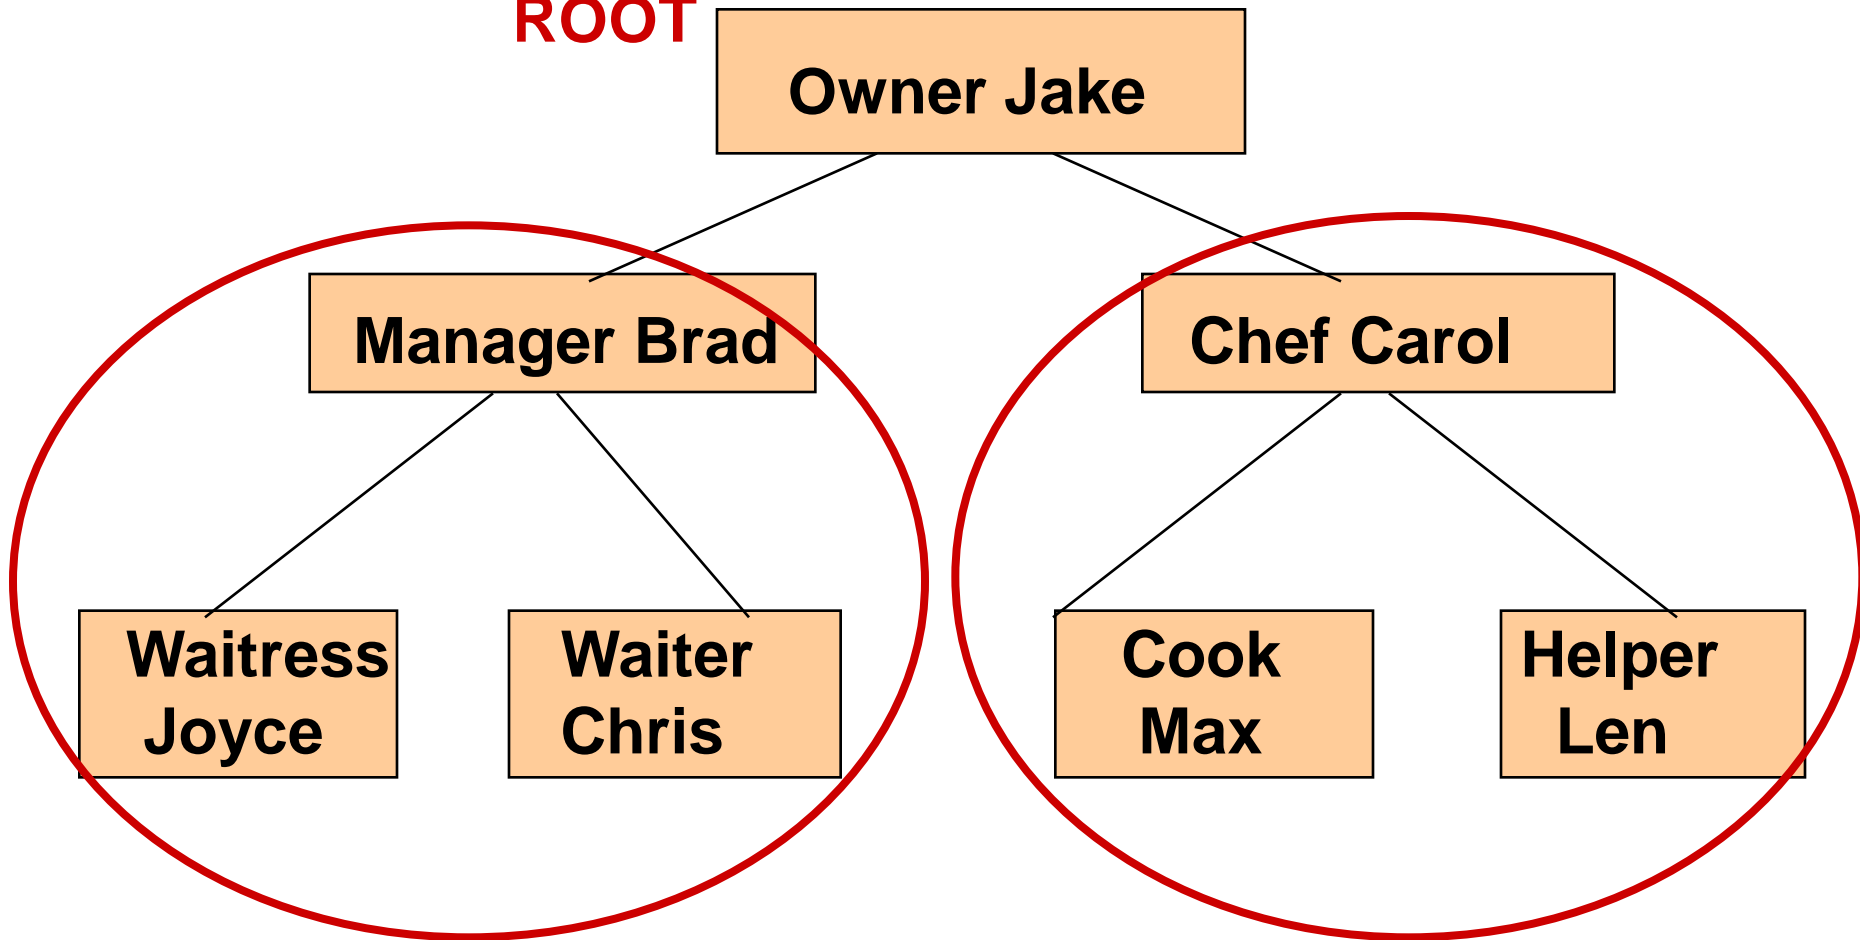 ROOT
Owner Jake
Manager Brad
Chef Carol
Waitress
Joyce
Waiter
Chris
Cook
Max
Helper
Len